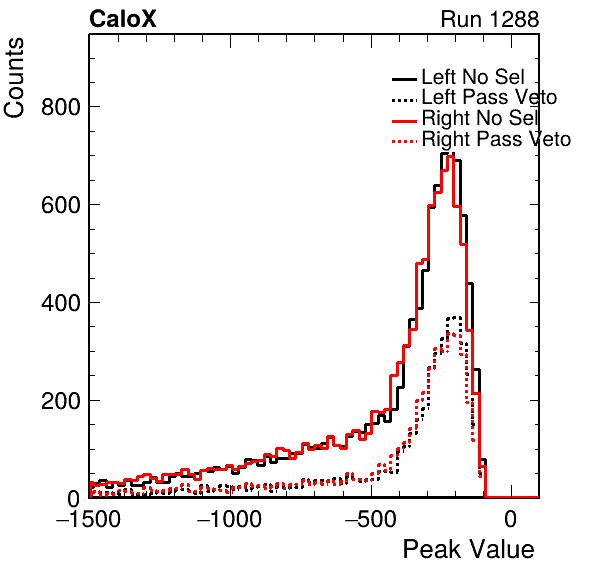 CaloX Run 1288
Counts
Left No Sel
Left Pass Veto
Right No Sel
Right Pass Veto
800
600
400
200
0
−1500 −1000 −500 0
Peak Value